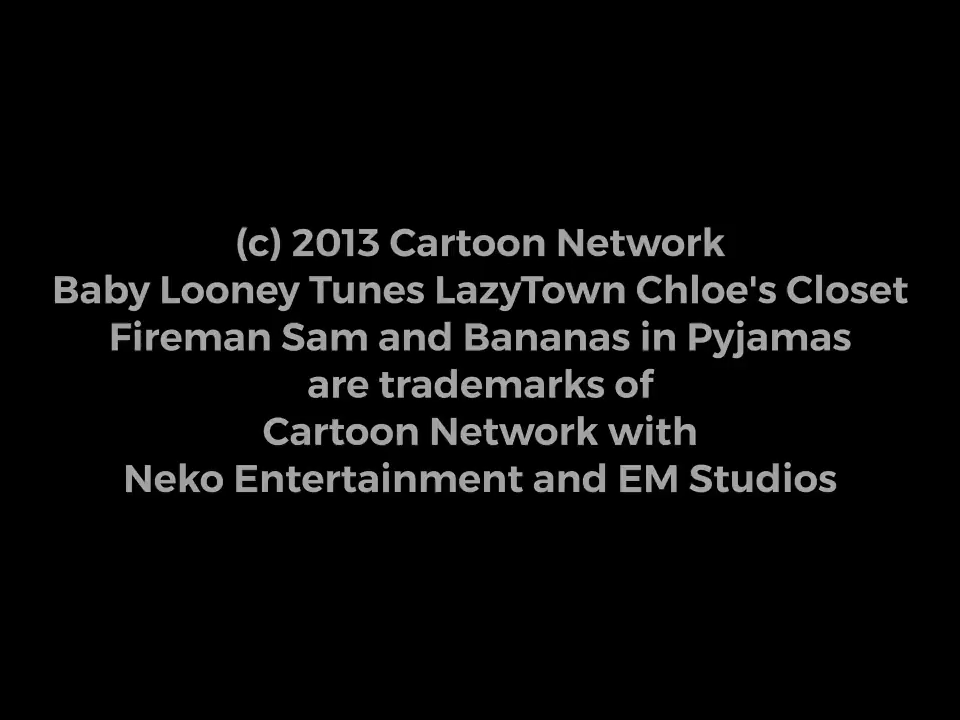 (c) 2013 Cartoon Network
Baby Looney Tunes LazyTown Chloe's Closet
Fireman Sam and Bananas in Pyjamas
are trademarks of
Cartoon Network with
Neko Entertainment and EM Studios